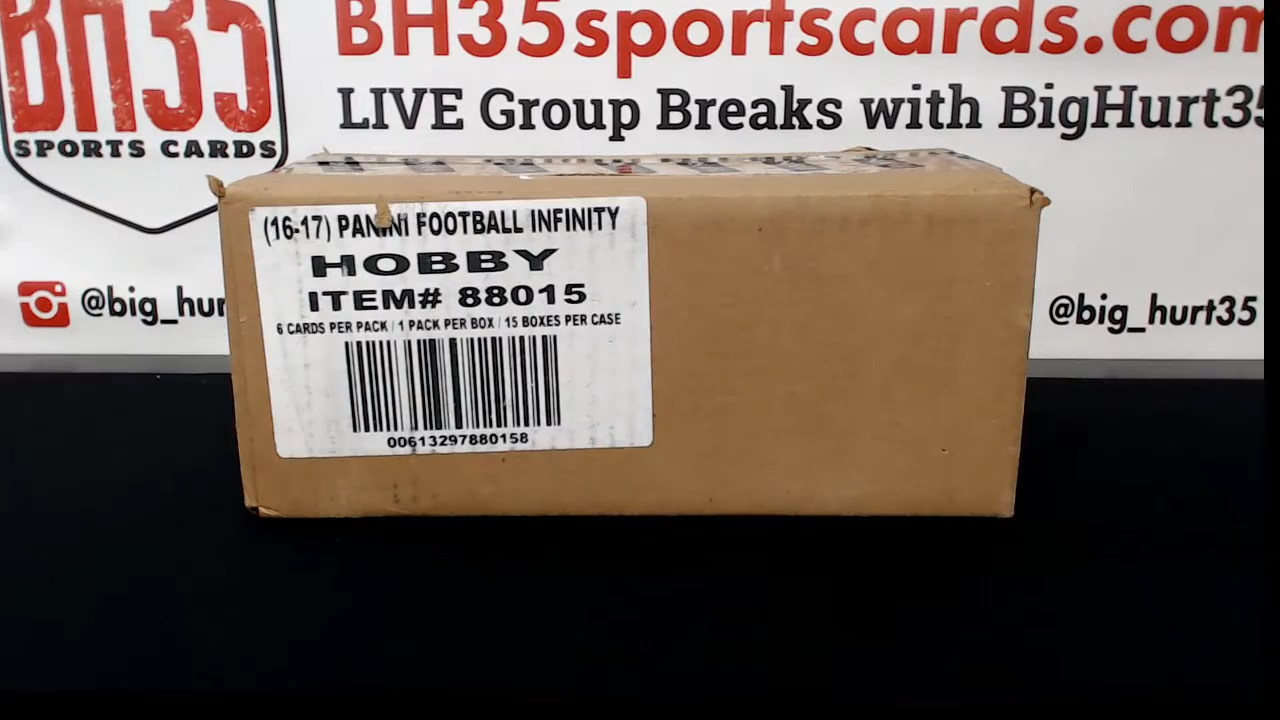 BH35
SPORTS CARDS
BH35sportscards.com
LIVE Group Breaks with BigHurt35
(16-17) PANINI FOOTBALL INFINITY
HOBBY
ITEM# 88015
6 CARDS PER PACK / 1 PACK PER BOX / 15 BOXES PER CASE
00613297880158
@big_hur
@big_hurt35